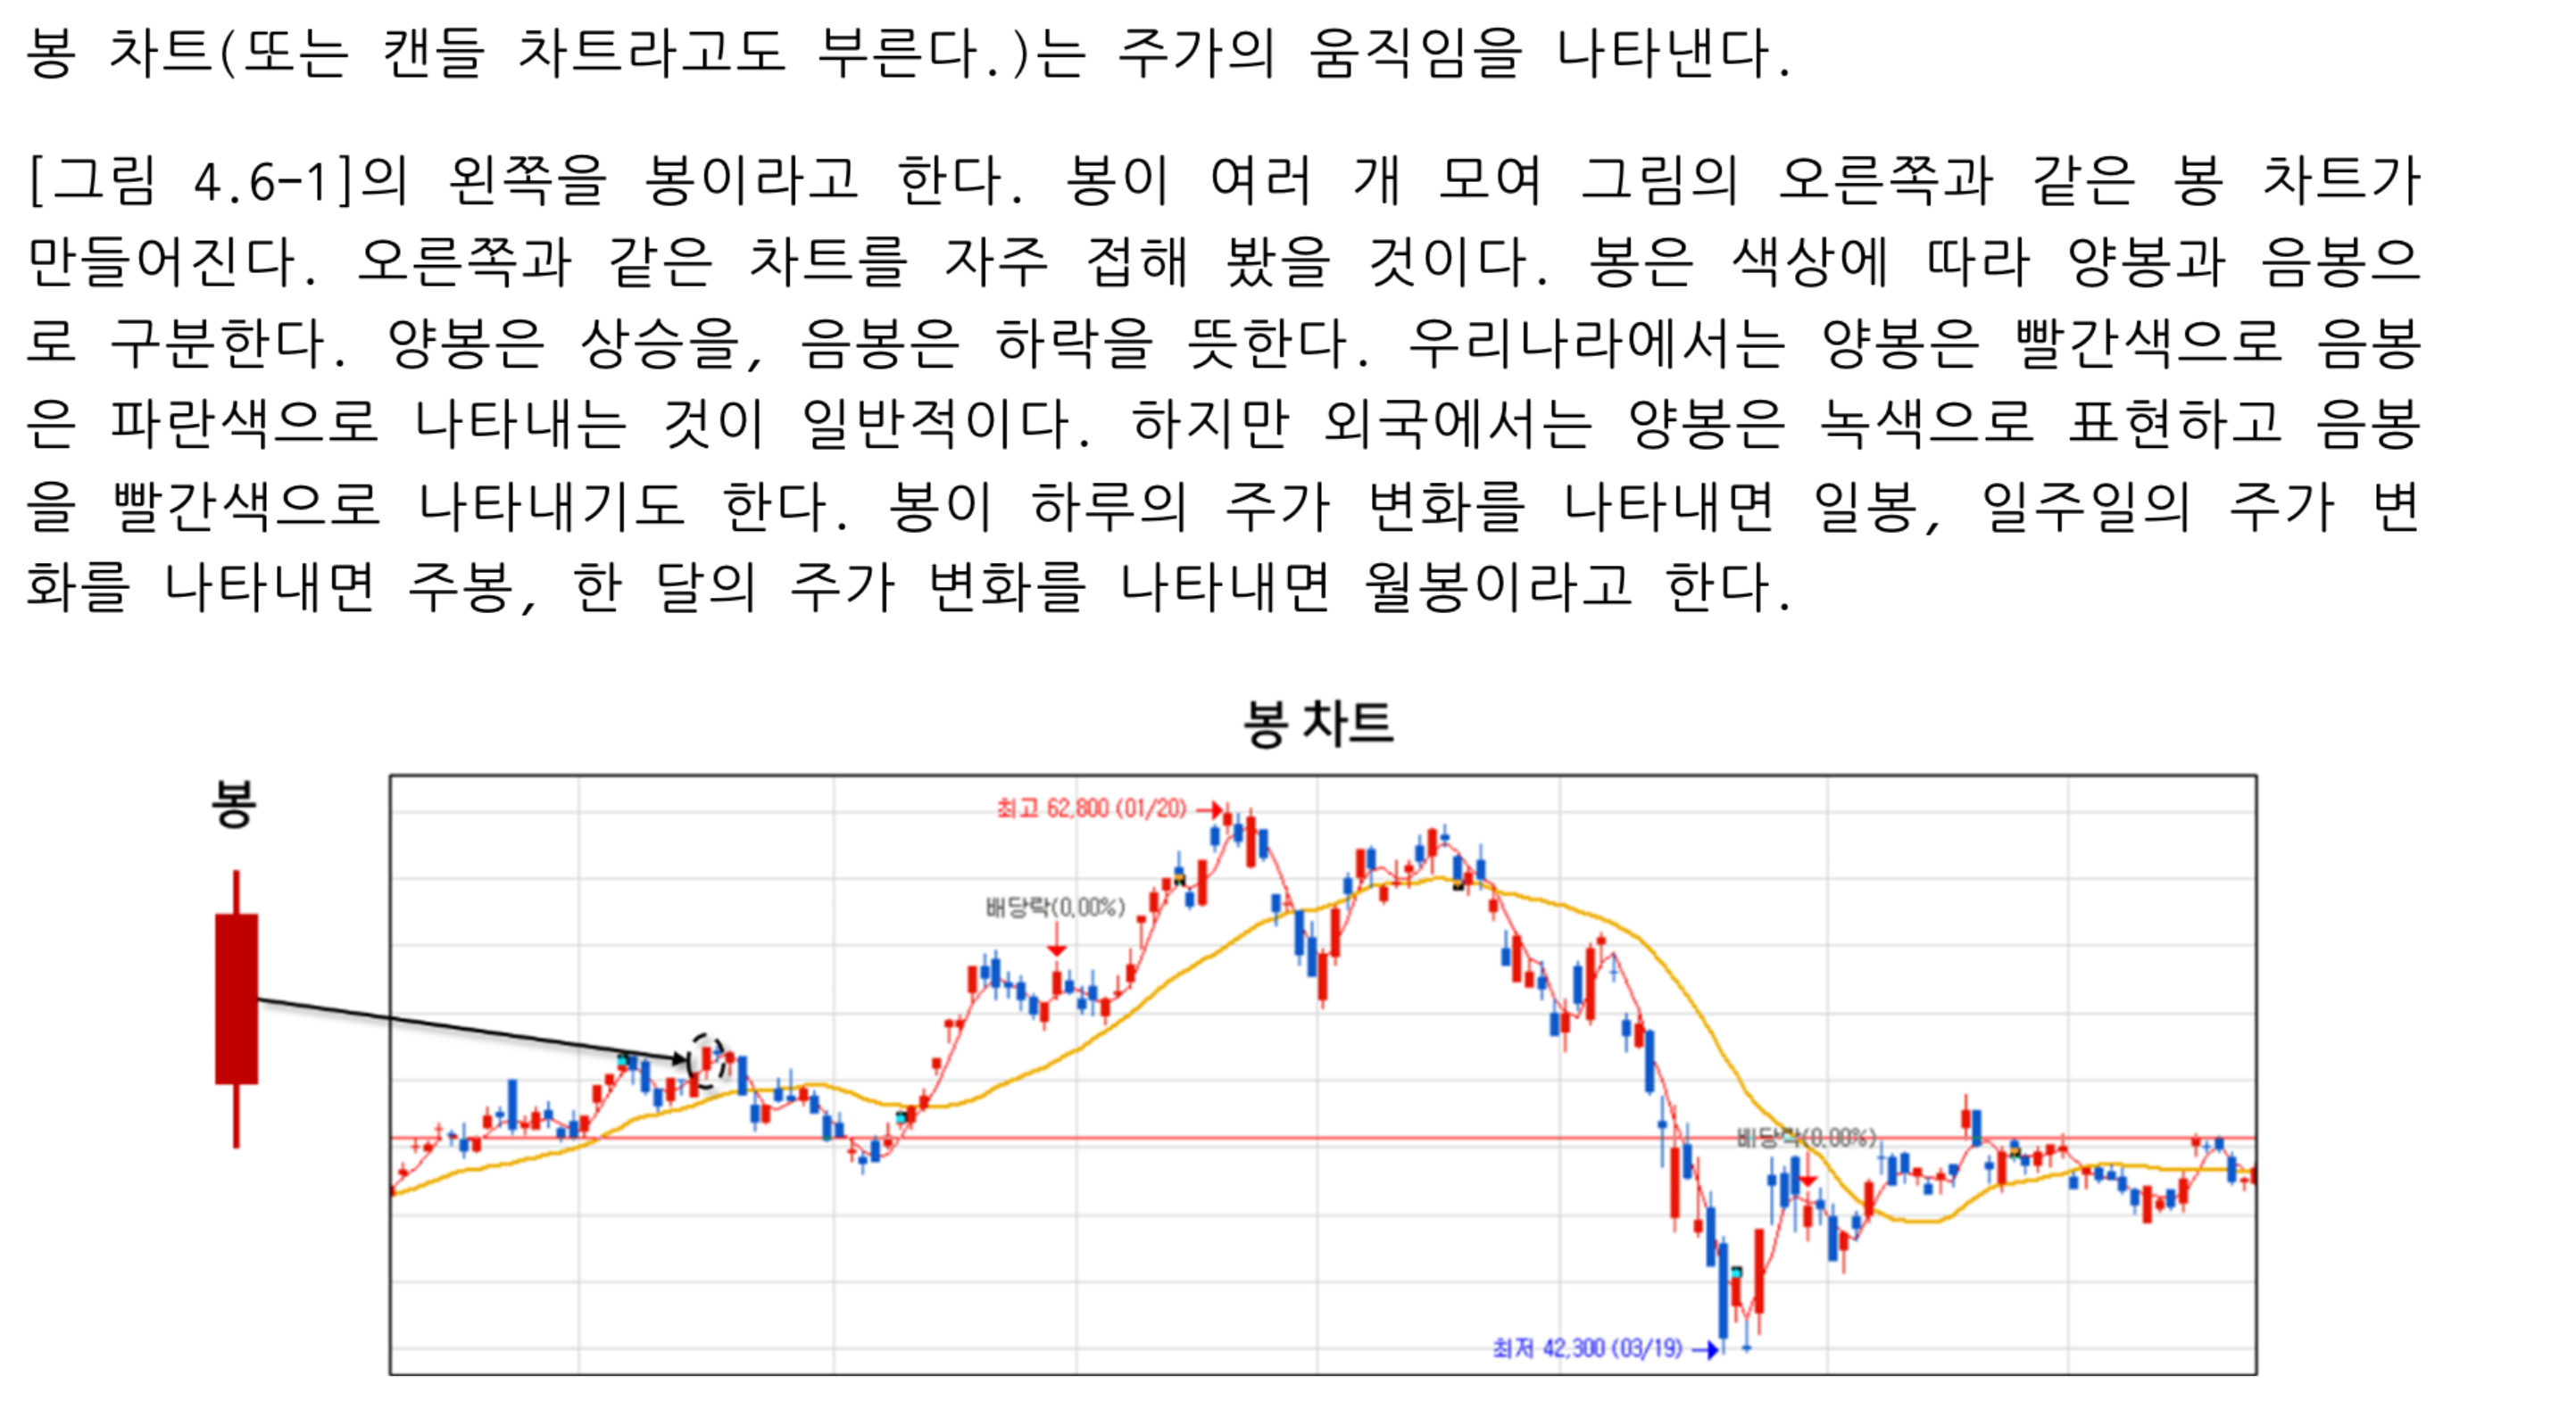 봉 차트(또는 캔들 차트라고도 부른다.)는 주가의 움직임을 나타낸다.
[그림 4.6-1]의 왼쪽을 봉이라고 한다. 봉이 여러 개 모여 그림의 오른쪽과 같은 봉 차트가
만들어진다. 오른쪽과 같은 차트를 자주 접해 봤을 것이다. 봉은 색상에 따라 양봉과 음봉으
로 구분한다. 양봉은 상승을, 음봉은 하락을 뜻한다. 우리나라에서는 양봉은 빨간색으로 음봉
은 파란색으로 나타내는 것이 일반적이다. 하지만 외국에서는 양봉은 녹색으로 표현하고 음봉
을 빨간색으로 나타내기도 한다. 봉이 하루의 주가 변화를 나타내면 일봉, 일주일의 주가 변
화를 나타내면 주봉, 한 달의 주가 변화를 나타내면 월봉이라고 한다.
봉 차트
봉
최고 62,800 (01/20)
배당락(0,00%)
배당락(0,00%)
최저 42,300 (03/19)